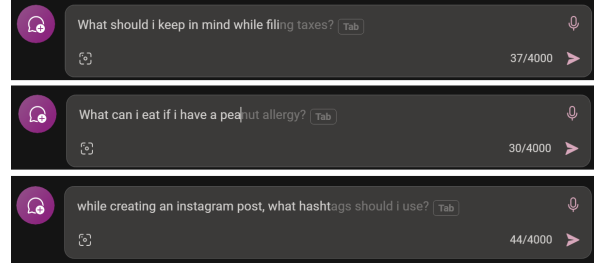 What should i keep in mind while filing taxes? Tab
37/4000
What can i eat if i have a peanut allergy? Tab
30/4000
while creating an instagram post, what hashtags should i use? Tab
44/4000